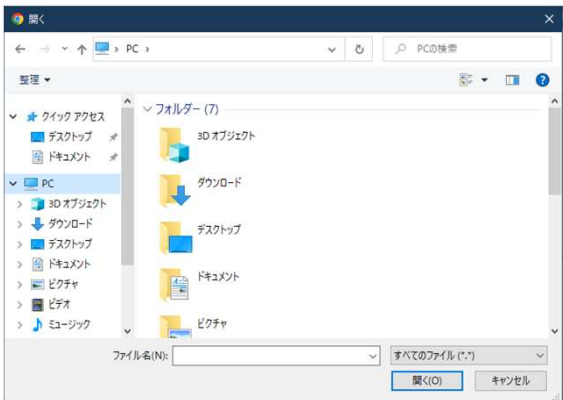 開く
PC
PCの検索
整理
クイック アクセス
デスクトップ
ドキュメント
PC
3D オブジェクト
ダウンロード
デスクトップ
ドキュメント
ピクチャ
ビデオ
ミュージック
フォルダー (7)
3D オブジェクト
ダウンロード
デスクトップ
ドキュメント
ピクチャ
ファイル名(N):
すべてのファイル (*.*)
開く(O)
キャンセル